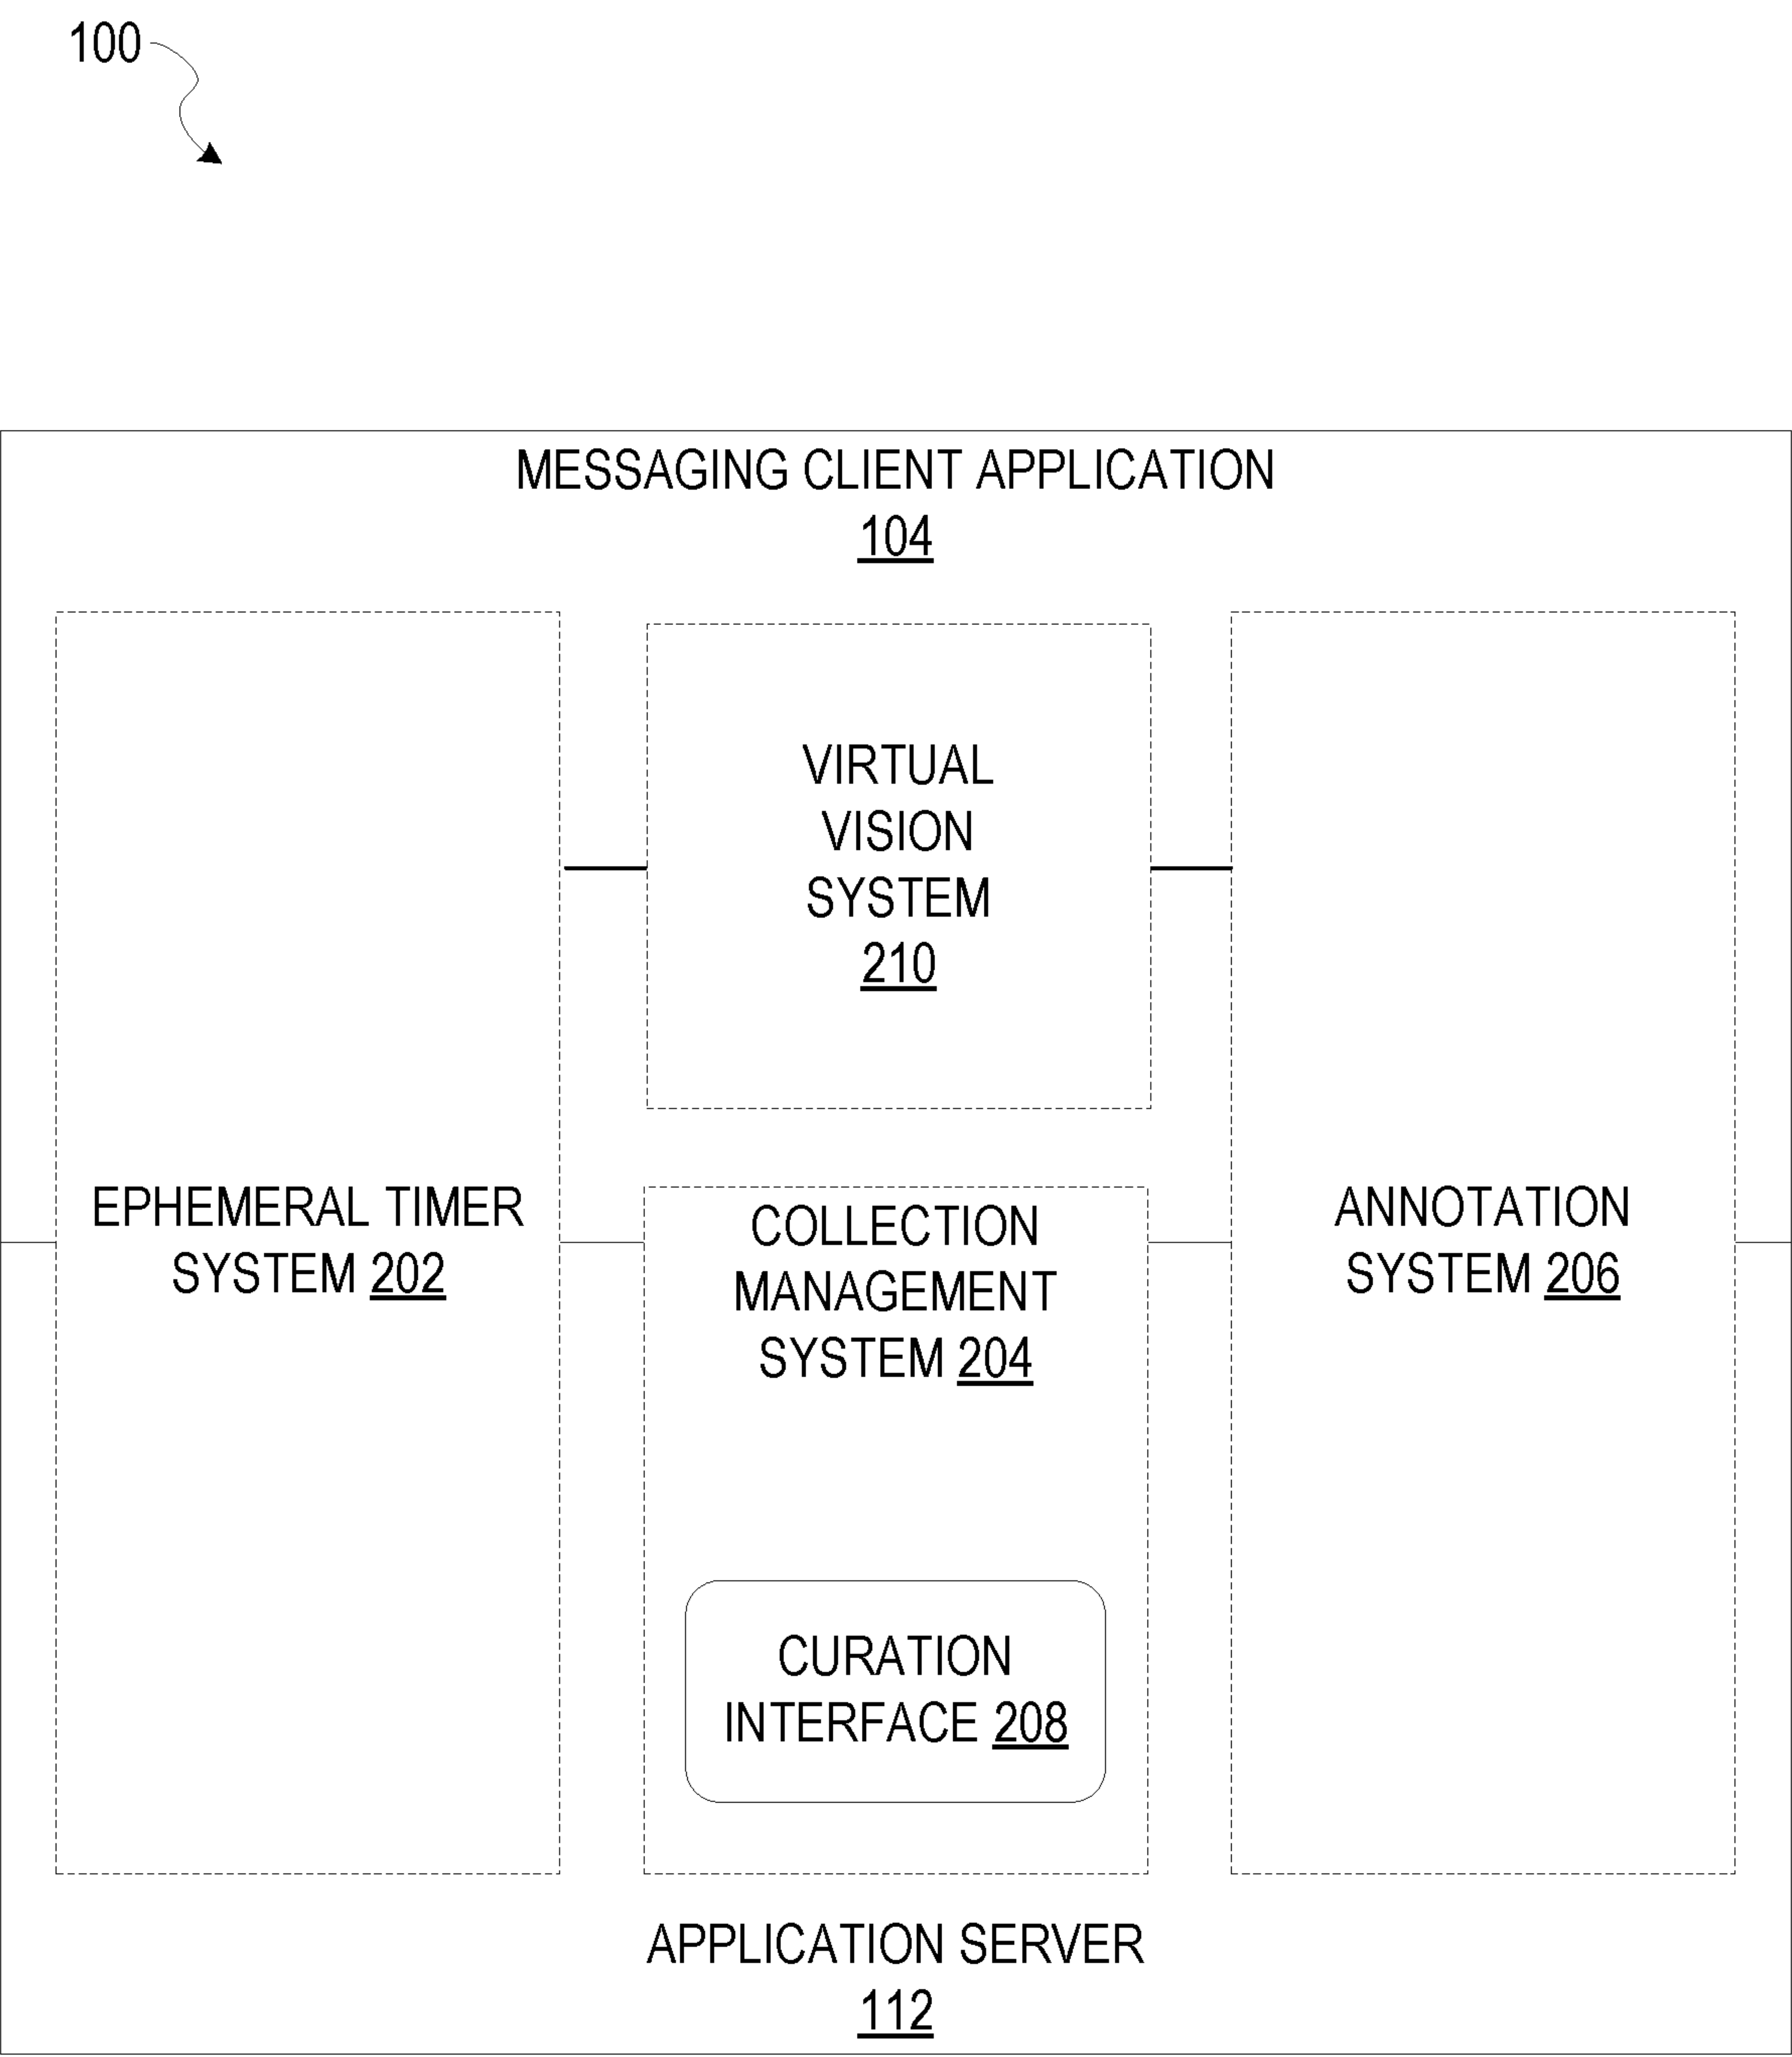 100
MESSAGING CLIENT APPLICATION
104
VIRTUAL
VISION
SYSTEM
210
EPHEMERAL TIMER
SYSTEM 202
COLLECTION
MANAGEMENT
SYSTEM 204
ANNOTATION
SYSTEM 206
CURATION
INTERFACE 208
APPLICATION SERVER
112